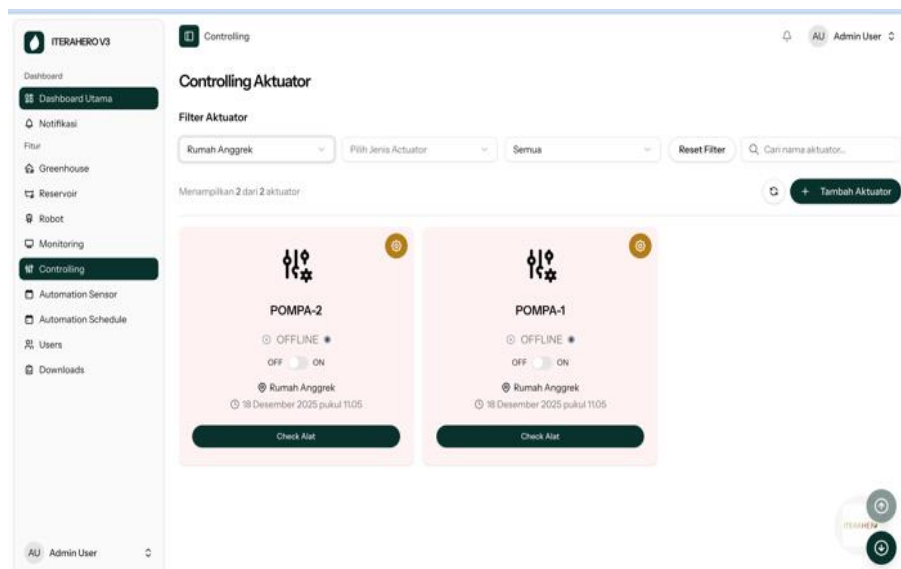 ITERAHERO V3
Controlling
AU Admin User
Dashboard
Dashboard Utama
Notifikasi
Fitur
Greenhouse
Reservoir
Robot
Monitoring
Controlling
Automation Sensor
Automation Schedule
Users
Downloads
AU Admin User
Controlling Aktuator
Filter Aktuator
Rumah Anggrek
Pilih Jenis Actuator
Semua
Reset Filter
Cari nama aktuator...
Menampilkan 2 dari 2 aktuator
+ Tambah Aktuator
POMPA-2
OFFLINE
OFF ON
Rumah Anggrek
18 Desember 2025 pukul 11.05
Check Alat
POMPA-1
OFFLINE
OFF ON
Rumah Anggrek
18 Desember 2025 pukul 11.05
Check Alat